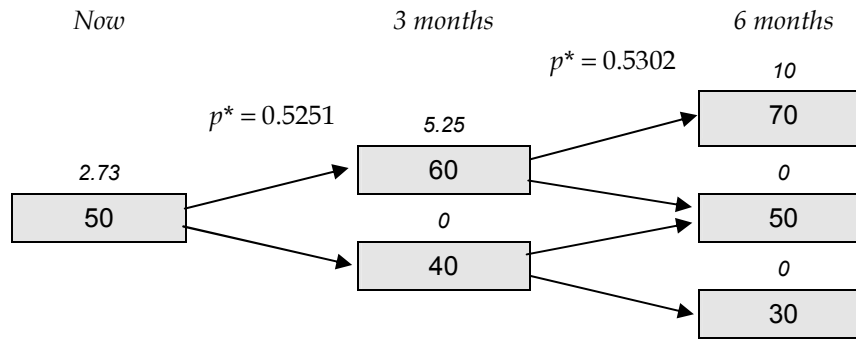 Now 3 months 6 months
p* = 0.5302 10
p* = 0.5251 5.25 70
2.73 60 0
50 0 50
40 0
30